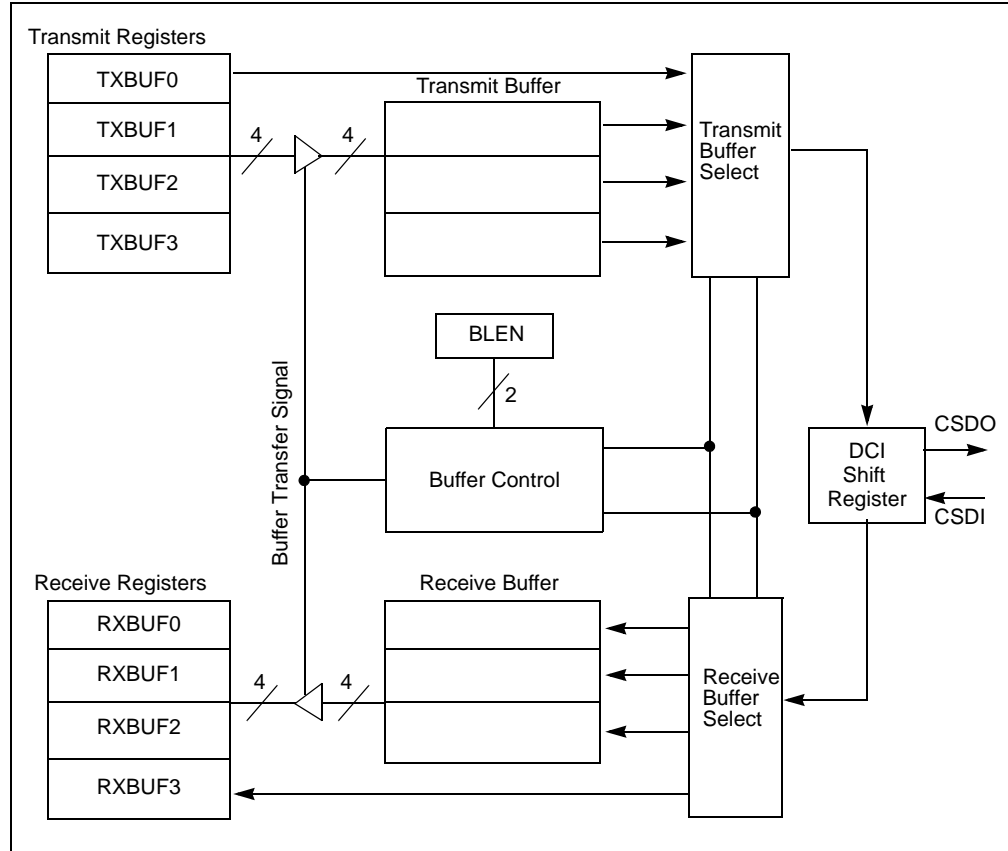 Transmit Registers
TXBUF0
TXBUF1
TXBUF2
TXBUF3
4
4
Transmit Buffer
Transmit
Buffer
Select
BLEN
2
Buffer Control
Buffer Transfer Signal
DCI
Shift
Register
CSDO
CSDI
Receive Registers
RXBUF0
RXBUF1
RXBUF2
RXBUF3
4
4
Receive Buffer
Receive
Buffer
Select